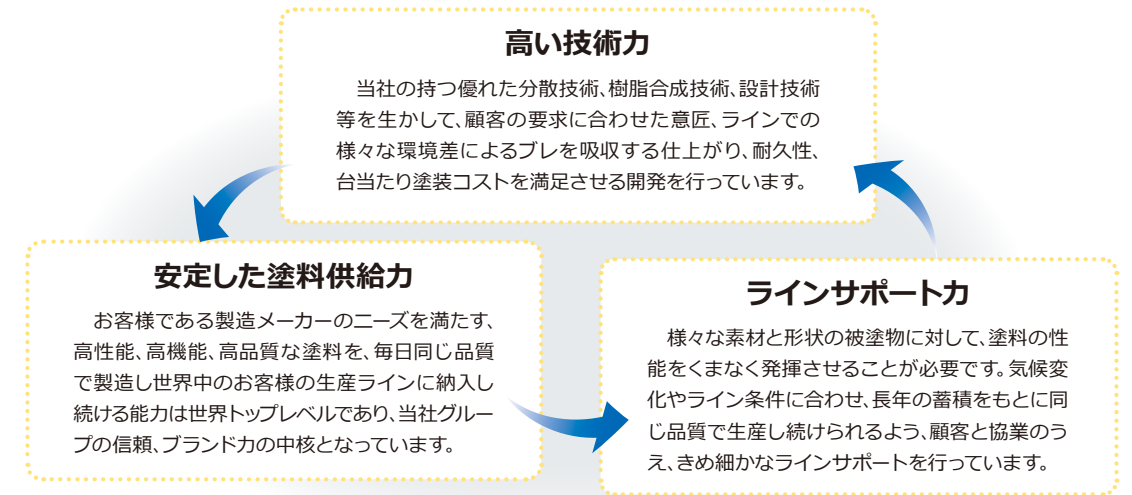 高い技術力
当社の持つ優れた分散技術、樹脂合成技術、設計技術
等を生かして、顧客の要求に合わせた意匠、ラインでの
様々な環境差によるブレを吸収する仕上がり、耐久性、
台当たり塗装コストを満足させる開発を行っています。
安定した塗料供給力
お客様である製造メーカーのニーズを満たす、
高性能、高機能、高品質な塗料を、毎日同じ品質
で製造し世界中のお客様の生産ラインに納入し
続ける能力は世界トップレベルであり、当社グルー
プの信頼、ブランド力の中核となっています。
ラインサポート力
様々な素材と形状の被塗物に対して、塗料の性
能をくまなく発揮させることが必要です。気候変
化やライン条件に合わせ、長年の蓄積をもとに同
じ品質で生産し続けられるよう、顧客と協業のう
え、きめ細かなラインサポートを行っています。